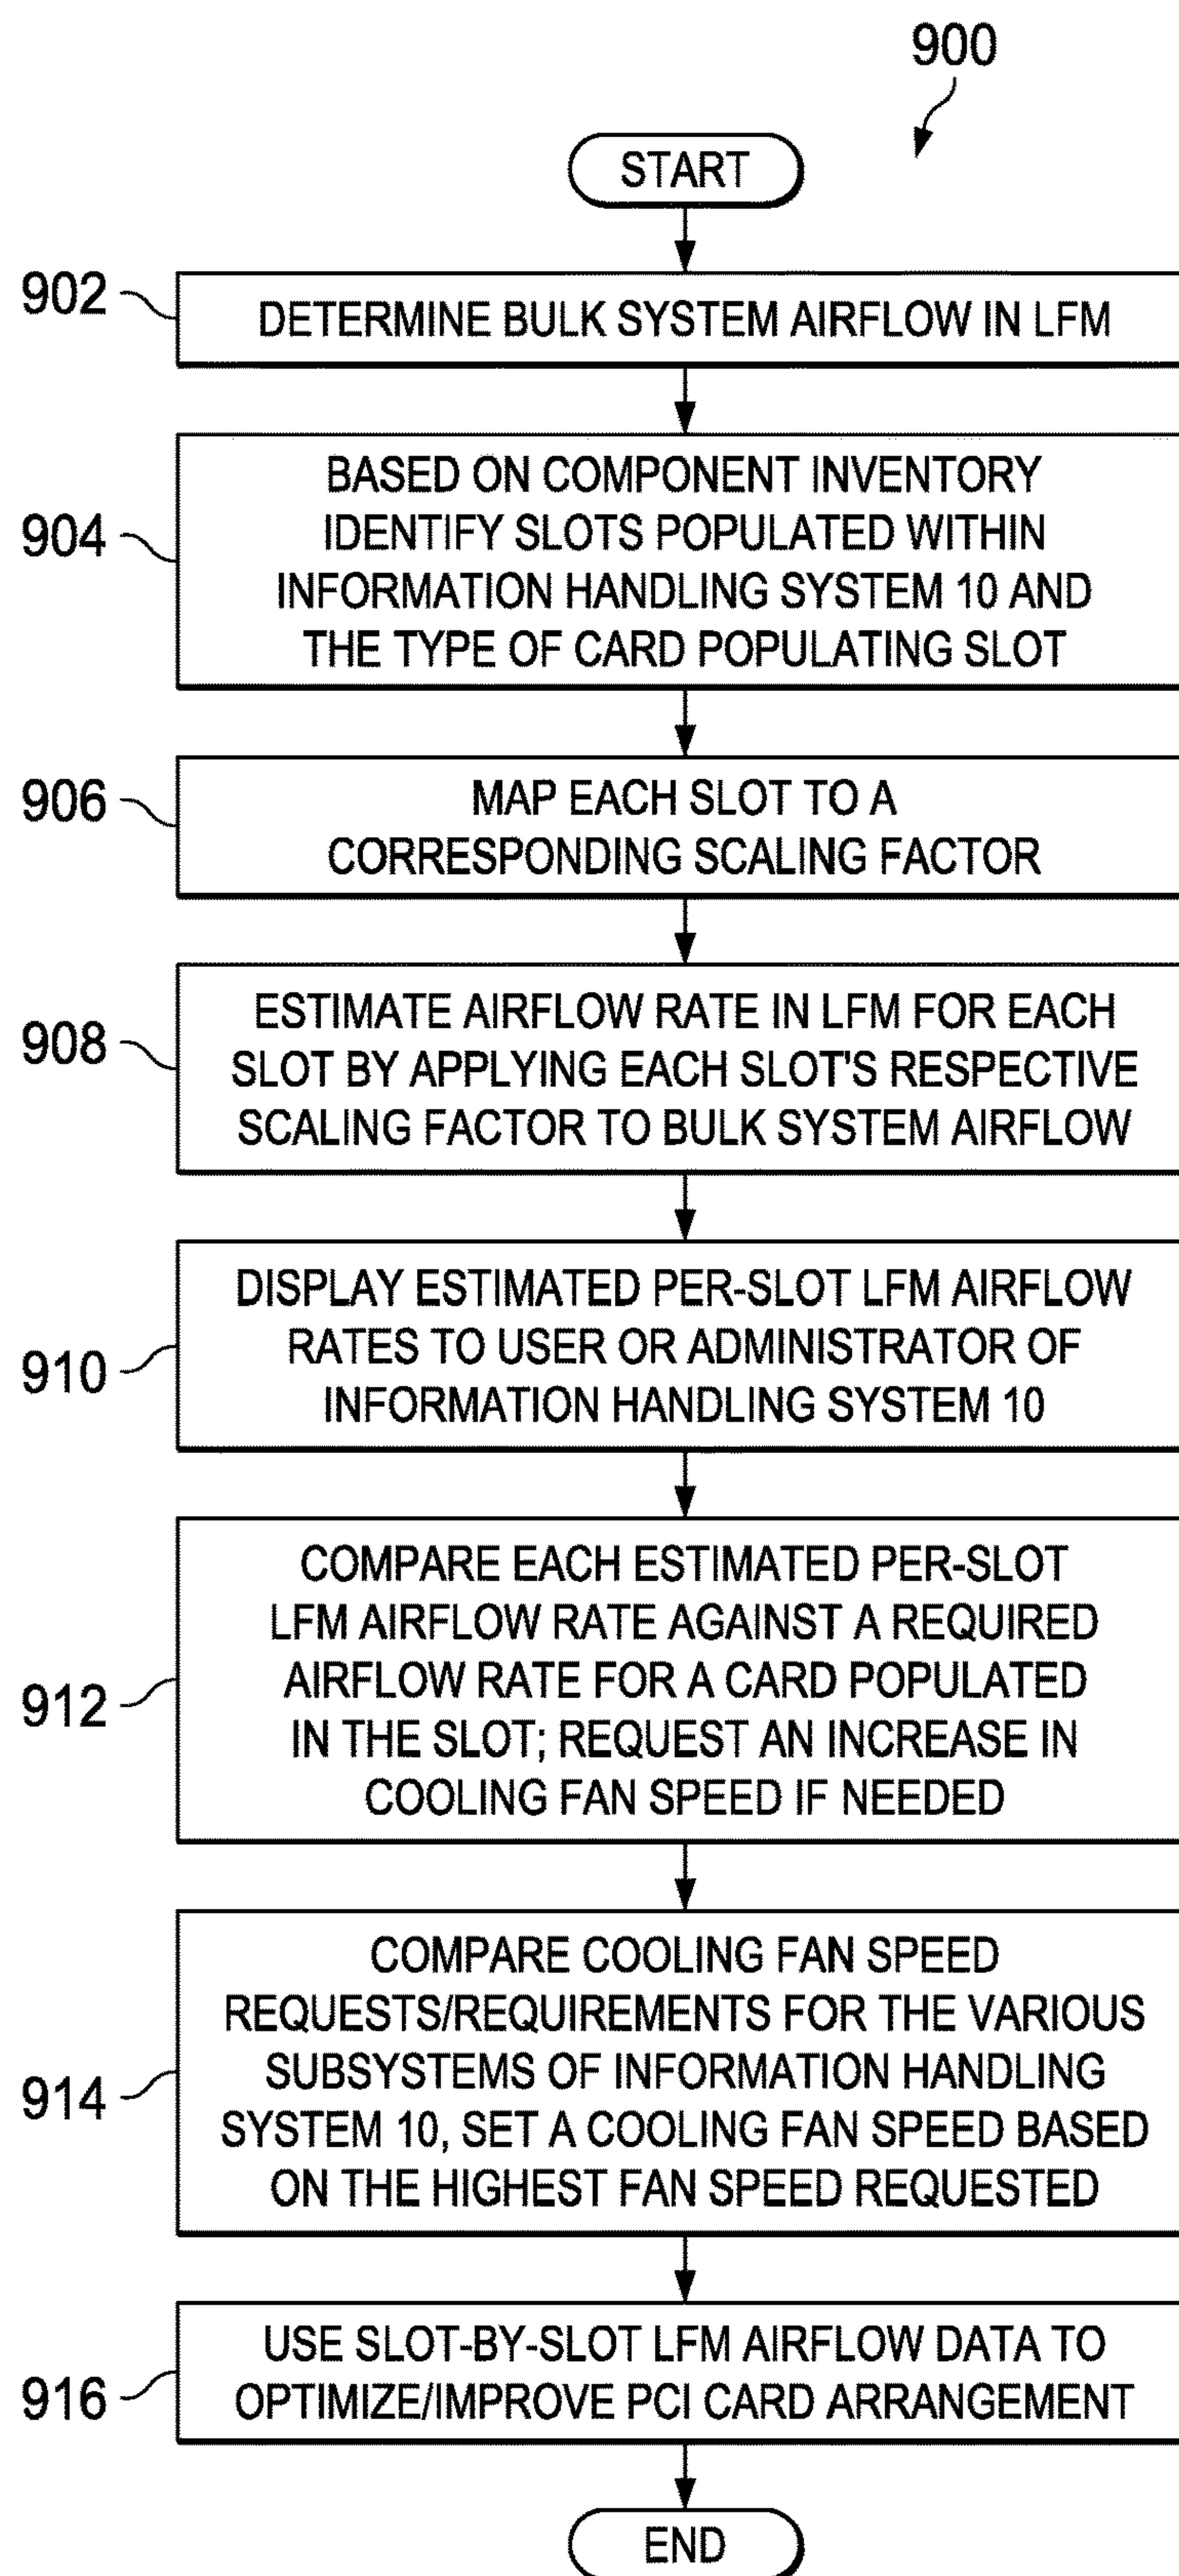 900
START
902
DETERMINE BULK SYSTEM AIRFLOW IN LFM
904
BASED ON COMPONENT INVENTORY
IDENTIFY SLOTS POPULATED WITHIN
INFORMATION HANDLING SYSTEM 10 AND
THE TYPE OF CARD POPULATING SLOT
906
MAP EACH SLOT TO A
CORRESPONDING SCALING FACTOR
908
ESTIMATE AIRFLOW RATE IN LFM FOR EACH
SLOT BY APPLYING EACH SLOT'S RESPECTIVE
SCALING FACTOR TO BULK SYSTEM AIRFLOW
910
DISPLAY ESTIMATED PER-SLOT LFM AIRFLOW
RATES TO USER OR ADMINISTRATOR OF
INFORMATION HANDLING SYSTEM 10
912
COMPARE EACH ESTIMATED PER-SLOT
LFM AIRFLOW RATE AGAINST A REQUIRED
AIRFLOW RATE FOR A CARD POPULATED
IN THE SLOT; REQUEST AN INCREASE IN
COOLING FAN SPEED IF NEEDED
914
COMPARE COOLING FAN SPEED
REQUESTS/REQUIREMENTS FOR THE VARIOUS
SUBSYSTEMS OF INFORMATION HANDLING
SYSTEM 10, SET A COOLING FAN SPEED BASED
ON THE HIGHEST FAN SPEED REQUESTED
916
USE SLOT-BY-SLOT LFM AIRFLOW DATA TO
OPTIMIZE/IMPROVE PCI CARD ARRANGEMENT
END